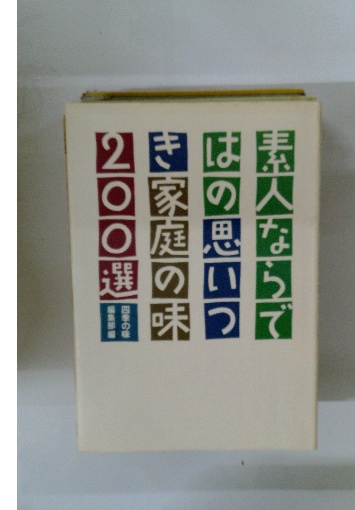 素人ならで
はの思いつ
き家庭の味
200選
四季の味
編集部編